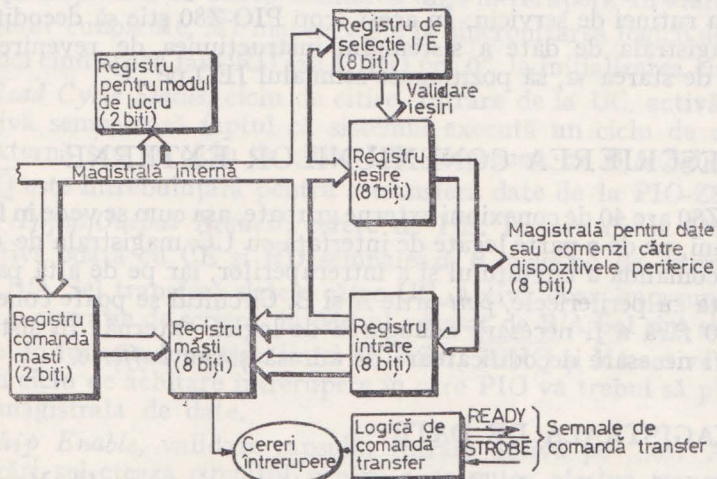 Registru de
selecție I/E
(8 biți)
Registru
pentru modul
de lucru
(2 biți)
Validare
ieșiri
Magistrală internă
Registru
ieșire
(8 biți)
Magistrală pentru date
sau comenzi către
dispozitivele periferice
(8 biți)
Registru
comandă
măști
(2 biți)
Registru
măști
(8 biți)
Registru
intrare
(8 biți)
Cereri
întrerupere
Logică de
comandă
transfer
READY
STROBE
Semnale de
comandă transfer